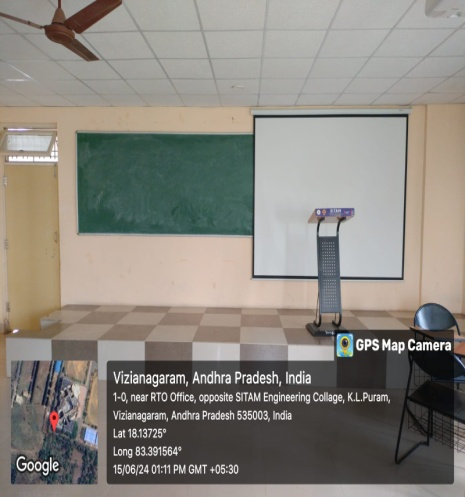 GPS Map Camera
Vizianagaram, Andhra Pradesh, India
1-0, near RTO Office, opposite SITAM Engineering Collage, K.L.Puram,
Vizianagaram, Andhra Pradesh 535003, India
Lat 18.13725°
Long 83.391564°
15/06/24 01:11 PM GMT +05:30
Google